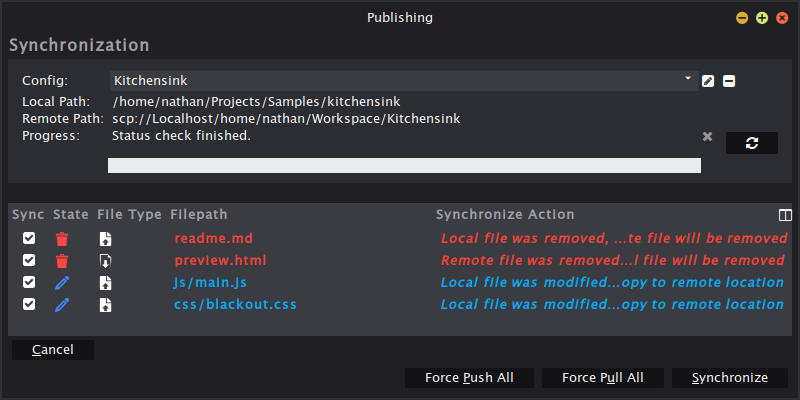 Publishing
Synchronization
Config: Kitchensink
Local Path: /home/nathan/Projects/Samples/kitchensink
Remote Path: scp://Localhost/home/nathan/Workspace/Kitchensink
Progress: Status check finished.
Sync State File Type Filepath Synchronize Action
readme.md Local file was removed, ...te file will be removed
preview.html Remote file was removed...l file will be removed
js/main.js Local file was modified...opy to remote location
css/blackout.css Local file was modified...opy to remote location
Cancel
Force Push All Force Pull All Synchronize